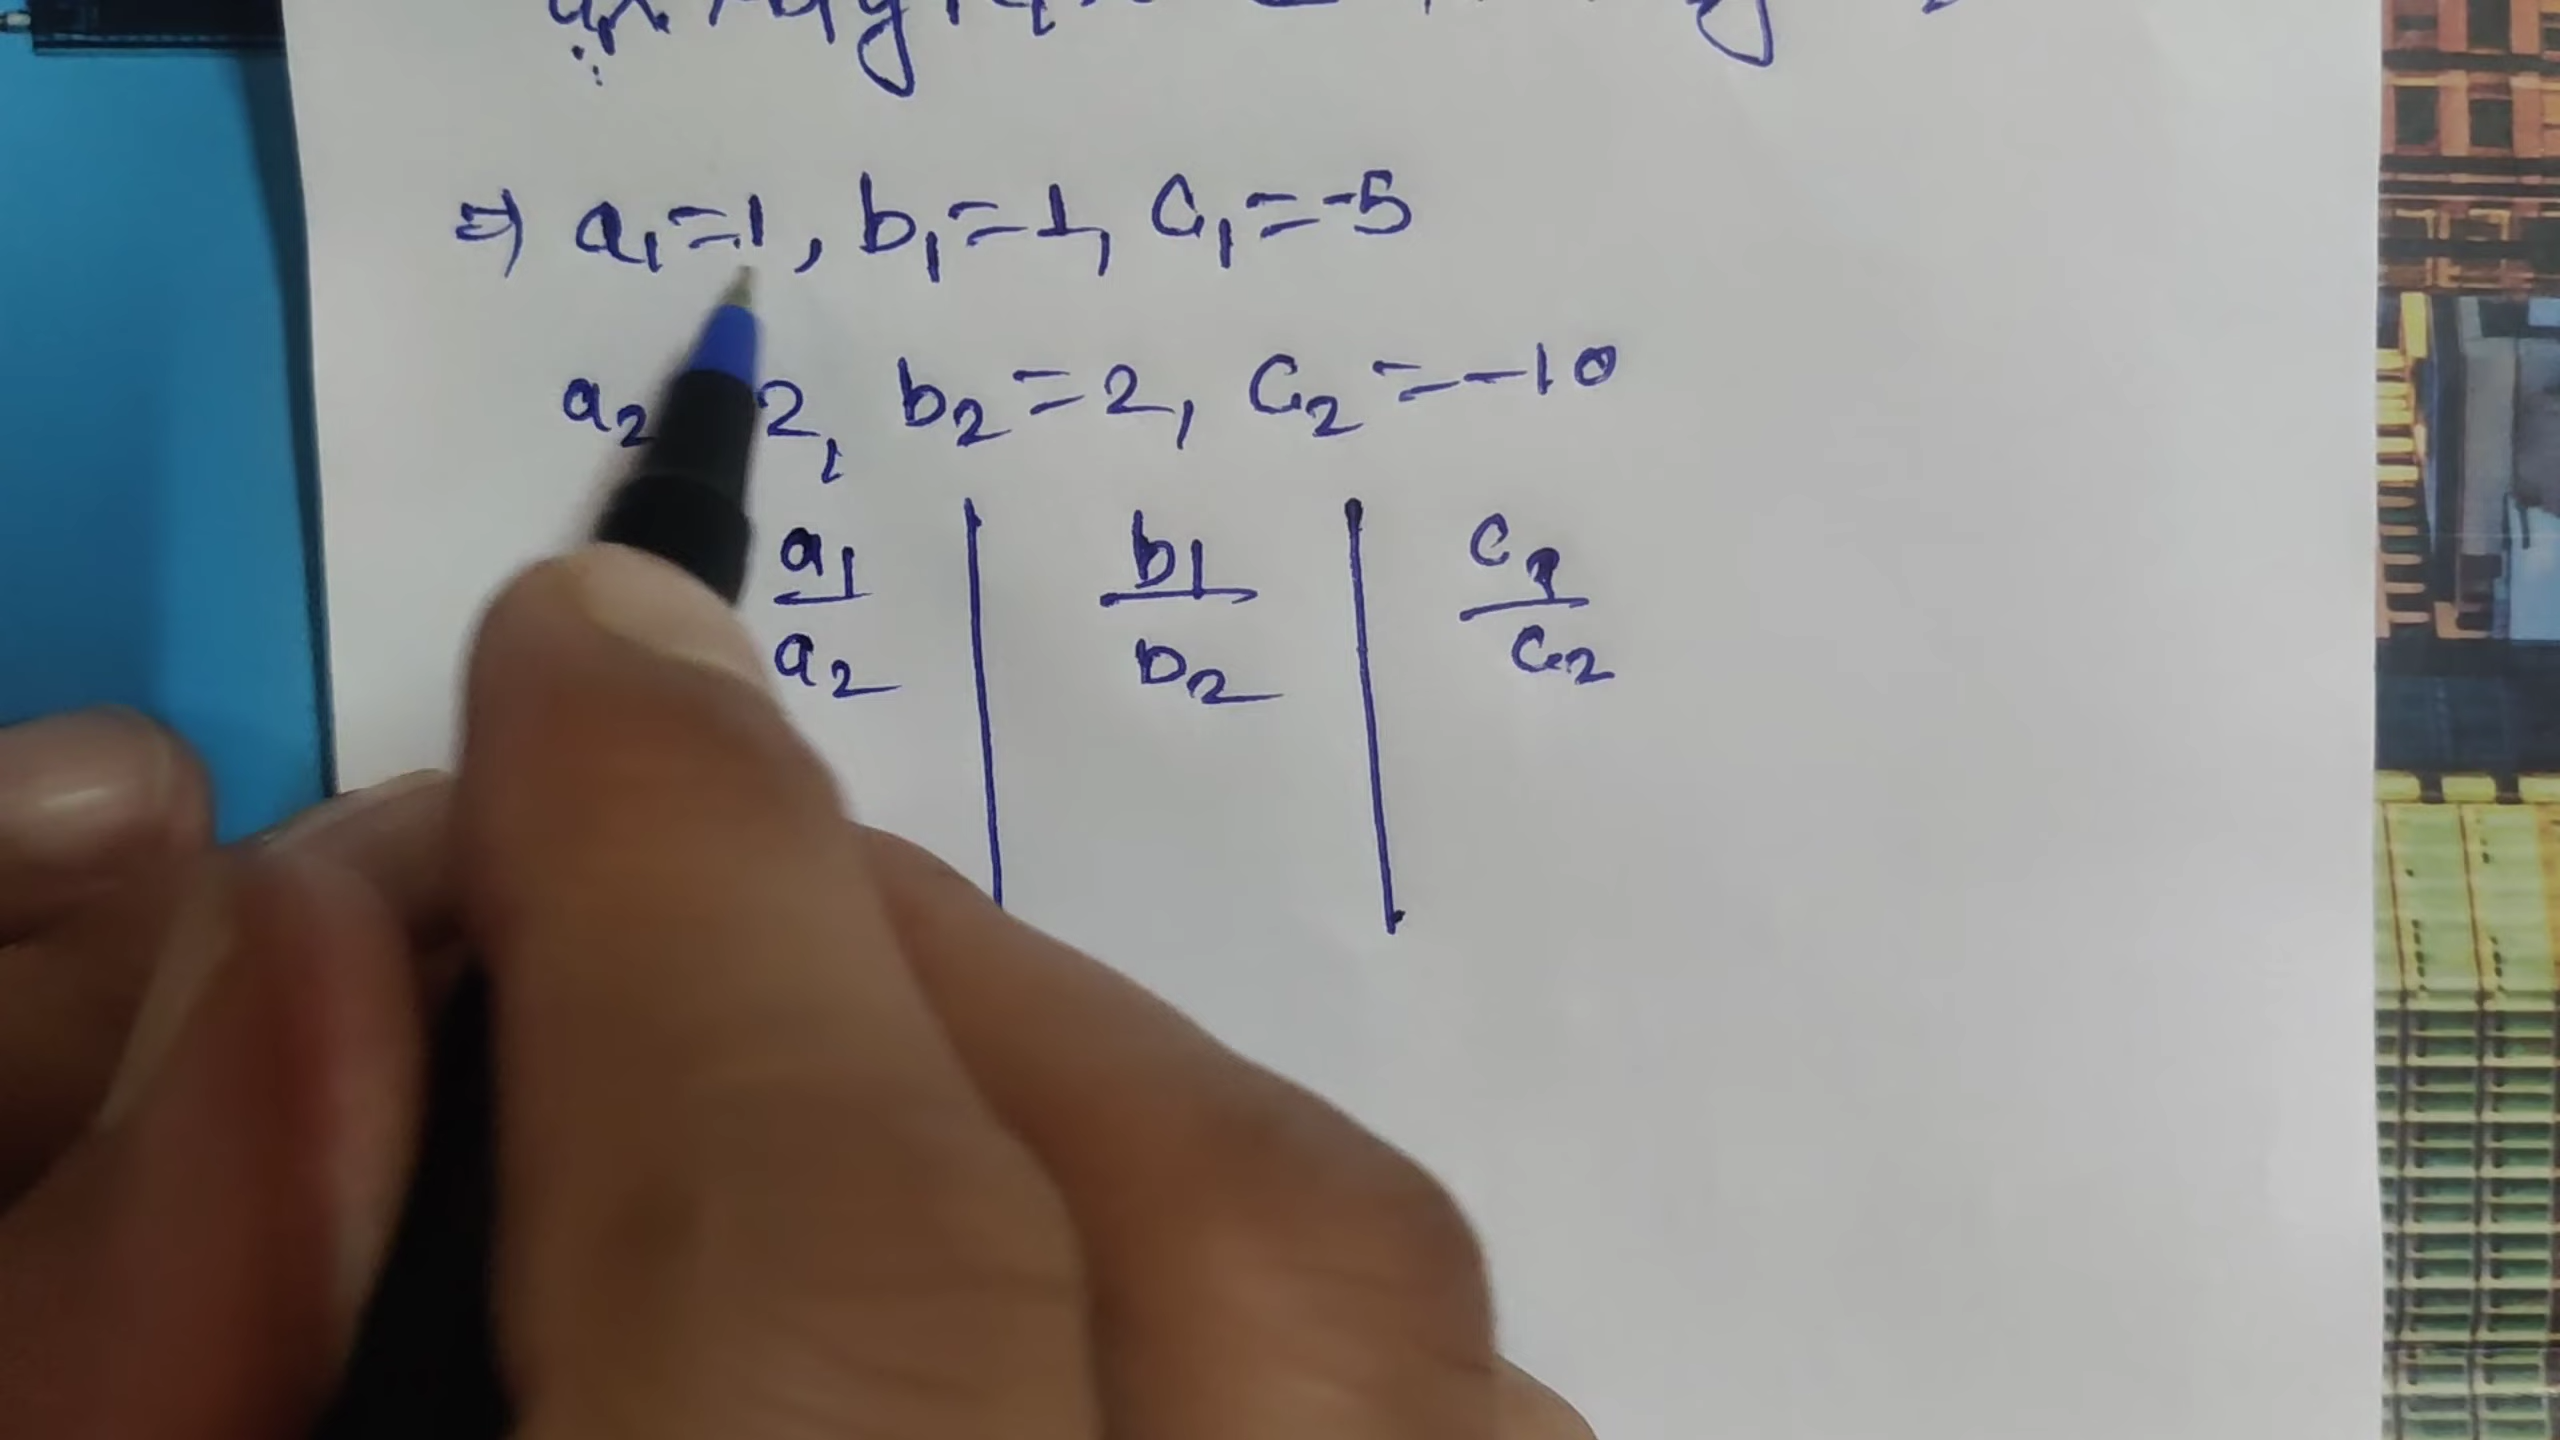 ⇒ a₁=1, b₁=1, c₁=-5
a₂ 2, b₂=2, c₂=-10
a₁/a₂ | b₁/b₂ | c₁/c₂